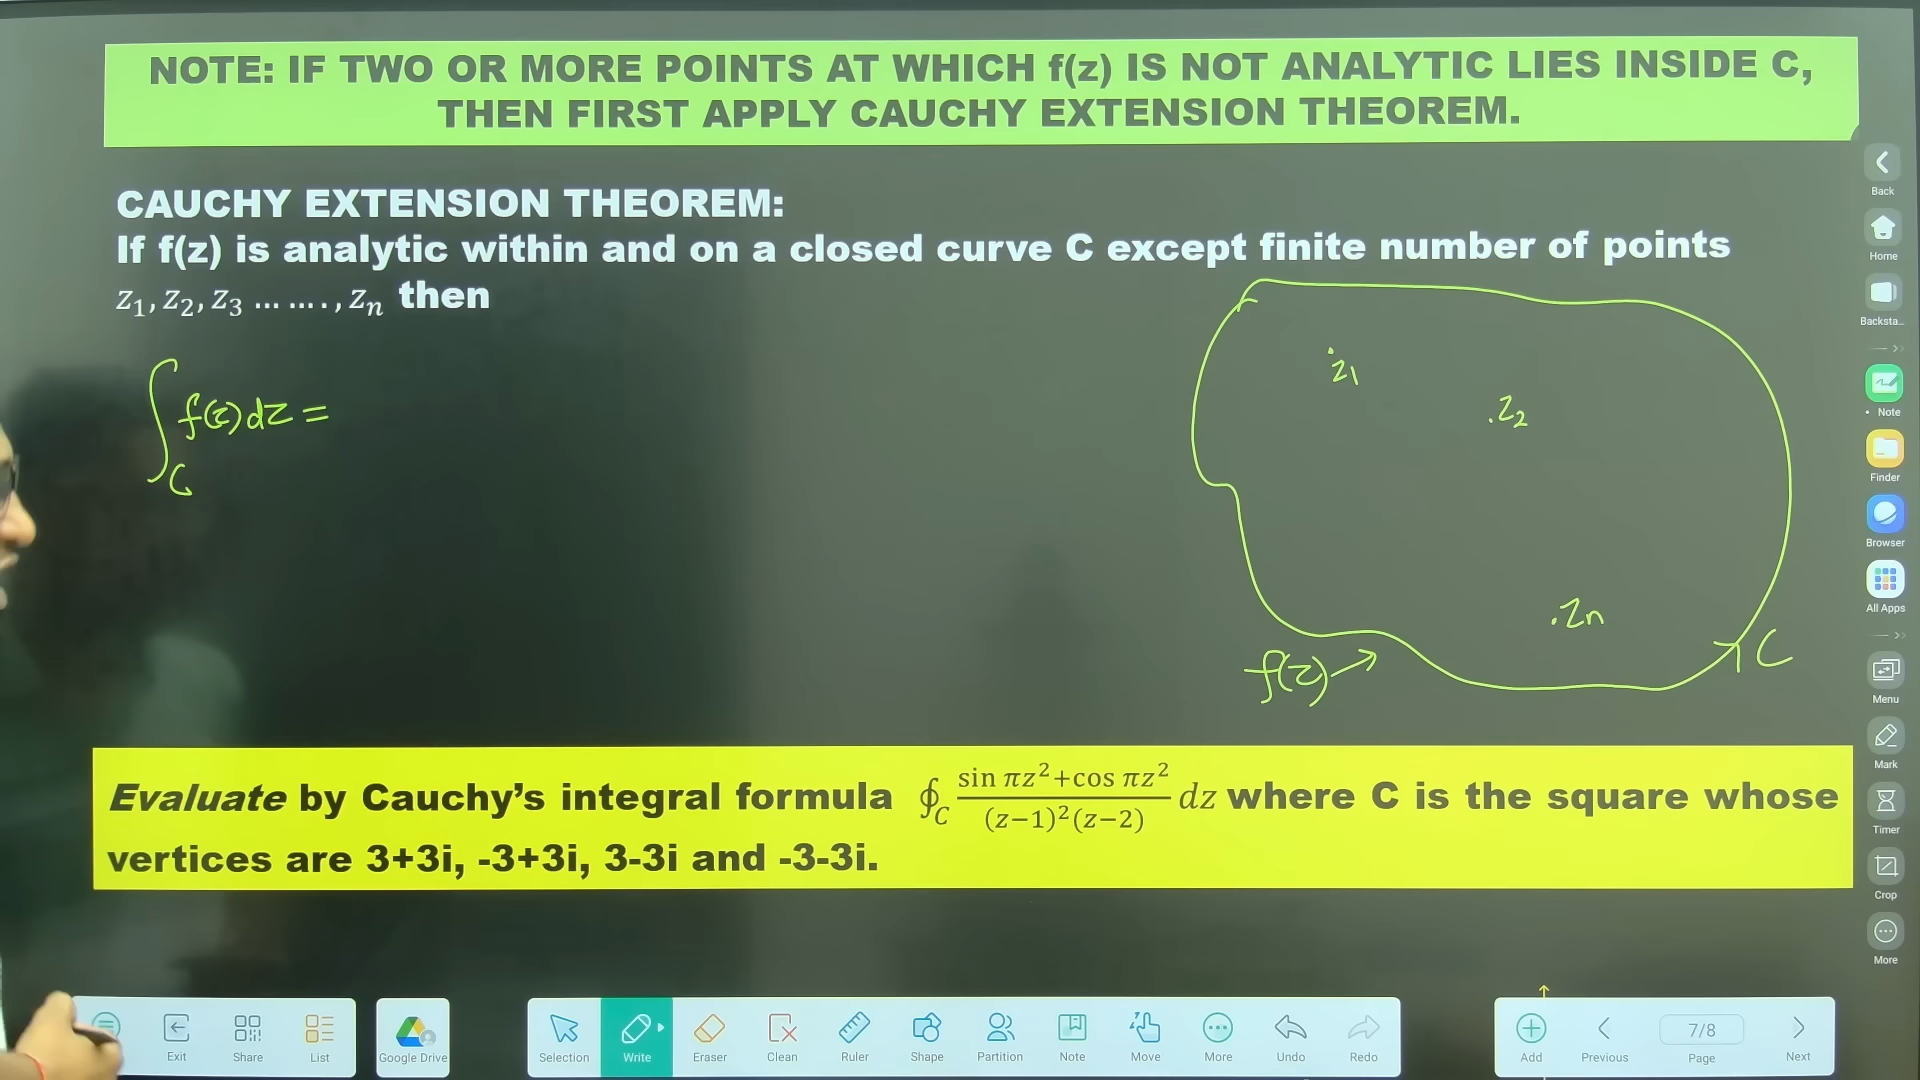 NOTE: IF TWO OR MORE POINTS AT WHICH f(z) IS NOT ANALYTIC LIES INSIDE C,
THEN FIRST APPLY CAUCHY EXTENSION THEOREM.
CAUCHY EXTENSION THEOREM:
If f(z) is analytic within and on a closed curve C except finite number of points
z₁, z₂, z₃ … … . , zₙ then
∫_C f(z) dz =
z₁
.z₂
.zₙ
f(z) →
C
Evaluate by Cauchy’s integral formula ∮_C (sin πz²+cos πz²)/((z−1)²(z−2)) dz where C is the square whose
vertices are 3+3i, -3+3i, 3-3i and -3-3i.
Back
Home
Backsta...
Note
Finder
Browser
All Apps
Menu
Mark
Timer
Crop
More
Exit
Share
List
Google Drive
Selection
Write
Eraser
Clean
Ruler
Shape
Partition
Note
Move
More
Undo
Redo
Add
Previous
7/8
Page
Next